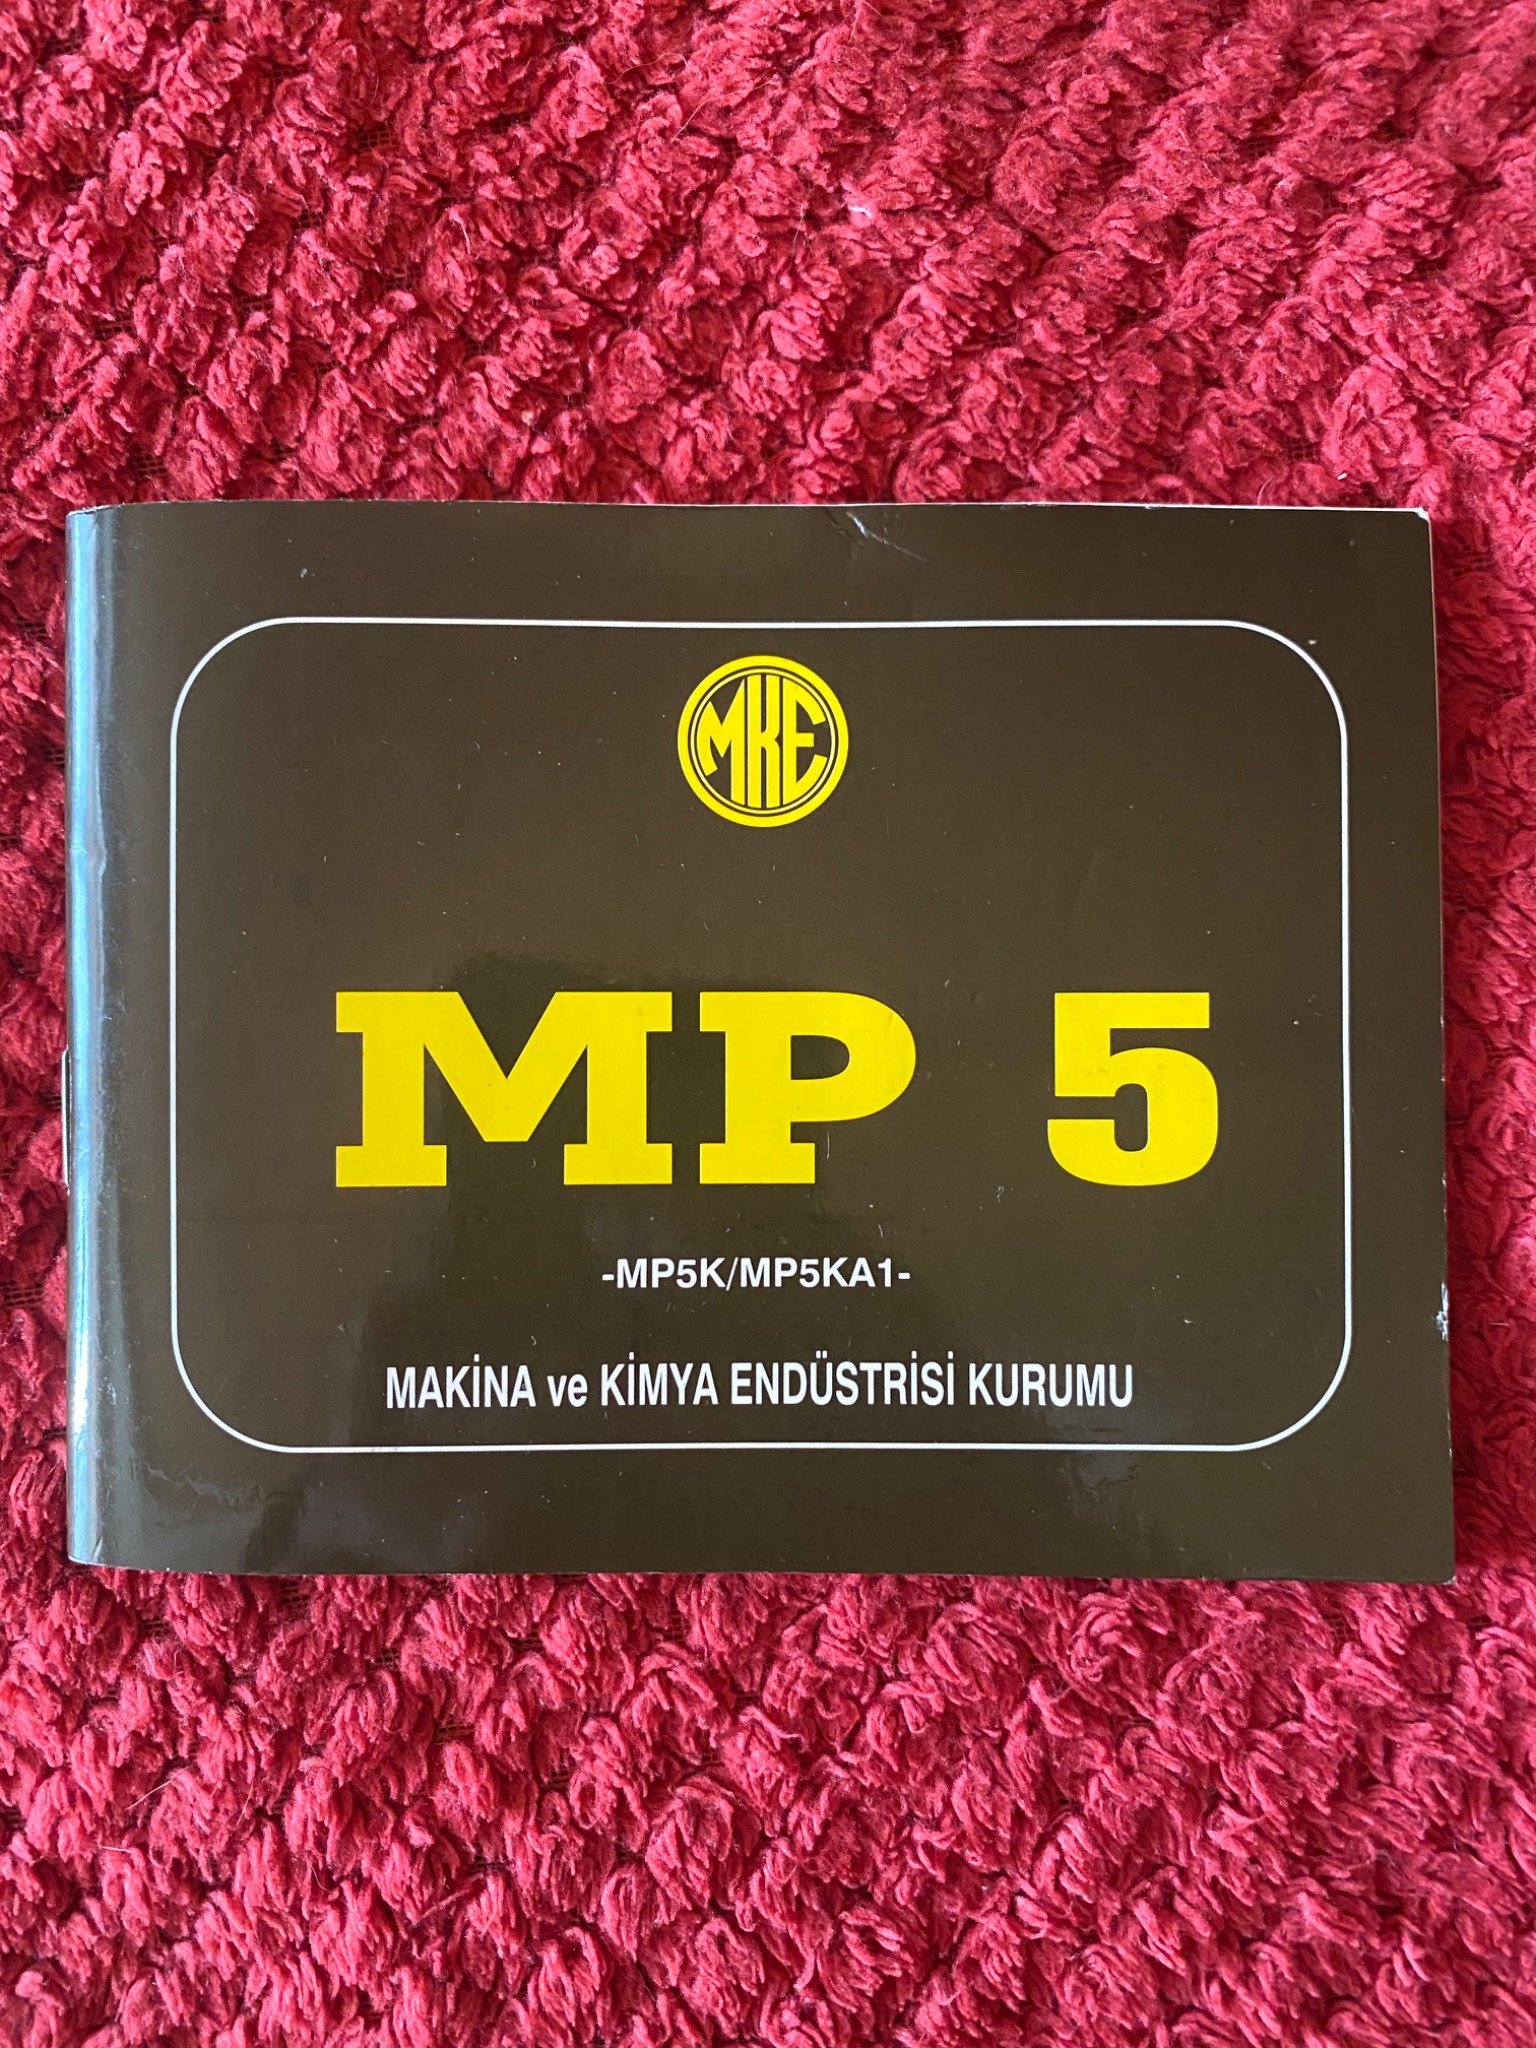 MKE
MP 5
-MP5K/MP5KA1-
MAKİNA ve KİMYA ENDÜSTRİSİ KURUMU